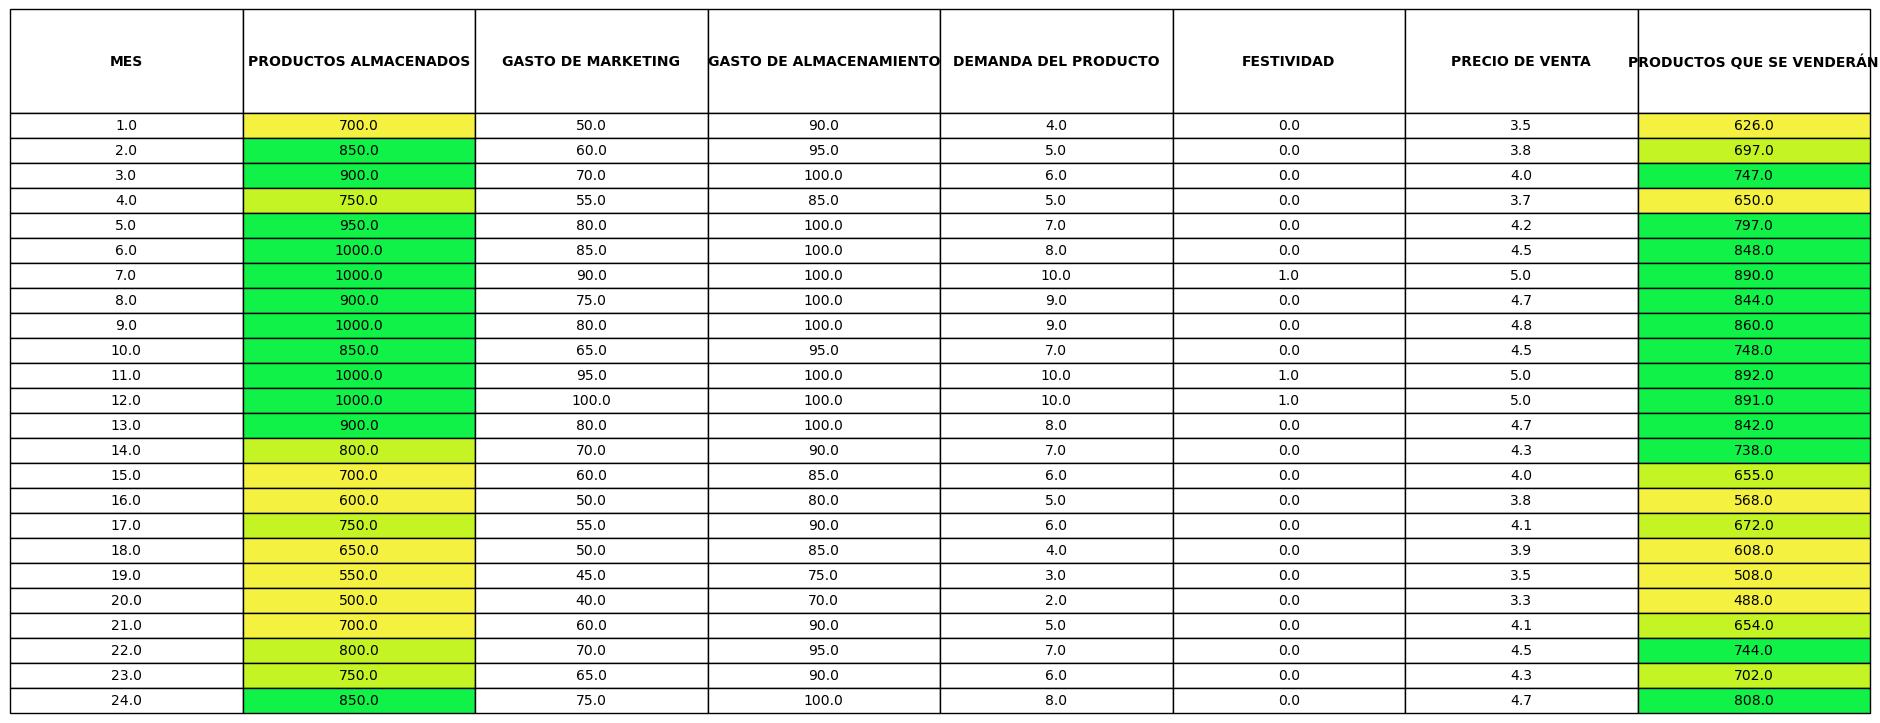 MES PRODUCTOS ALMACENADOS GASTO DE MARKETING GASTO DE ALMACENAMIENTO DEMANDA DEL PRODUCTO FESTIVIDAD PRECIO DE VENTA PRODUCTOS QUE SE VENDERÁN
1.0 700.0 50.0 90.0 4.0 0.0 3.5 626.0
2.0 850.0 60.0 95.0 5.0 0.0 3.8 697.0
3.0 900.0 70.0 100.0 6.0 0.0 4.0 747.0
4.0 750.0 55.0 85.0 5.0 0.0 3.7 650.0
5.0 950.0 80.0 100.0 7.0 0.0 4.2 797.0
6.0 1000.0 85.0 100.0 8.0 0.0 4.5 848.0
7.0 1000.0 90.0 100.0 10.0 1.0 5.0 890.0
8.0 900.0 75.0 100.0 9.0 0.0 4.7 844.0
9.0 1000.0 80.0 100.0 9.0 0.0 4.8 860.0
10.0 850.0 65.0 95.0 7.0 0.0 4.5 748.0
11.0 1000.0 95.0 100.0 10.0 1.0 5.0 892.0
12.0 1000.0 100.0 100.0 10.0 1.0 5.0 891.0
13.0 900.0 80.0 100.0 8.0 0.0 4.7 842.0
14.0 800.0 70.0 90.0 7.0 0.0 4.3 738.0
15.0 700.0 60.0 85.0 6.0 0.0 4.0 655.0
16.0 600.0 50.0 80.0 5.0 0.0 3.8 568.0
17.0 750.0 55.0 90.0 6.0 0.0 4.1 672.0
18.0 650.0 50.0 85.0 4.0 0.0 3.9 608.0
19.0 550.0 45.0 75.0 3.0 0.0 3.5 508.0
20.0 500.0 40.0 70.0 2.0 0.0 3.3 488.0
21.0 700.0 60.0 90.0 5.0 0.0 4.1 654.0
22.0 800.0 70.0 95.0 7.0 0.0 4.5 744.0
23.0 750.0 65.0 90.0 6.0 0.0 4.3 702.0
24.0 850.0 75.0 100.0 8.0 0.0 4.7 808.0